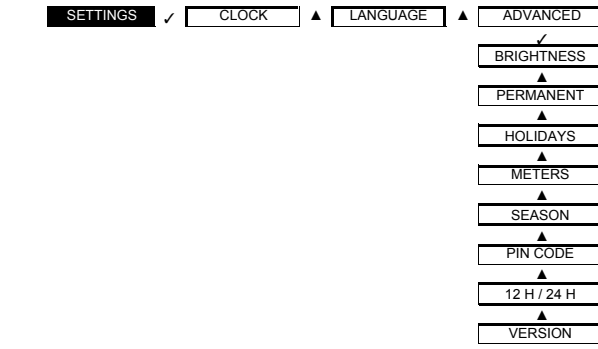 SETTINGS ✓ CLOCK ▲ LANGUAGE ▲ ADVANCED
✓
BRIGHTNESS
▲
PERMANENT
▲
HOLIDAYS
▲
METERS
▲
SEASON
▲
PIN CODE
▲
12 H / 24 H
▲
VERSION